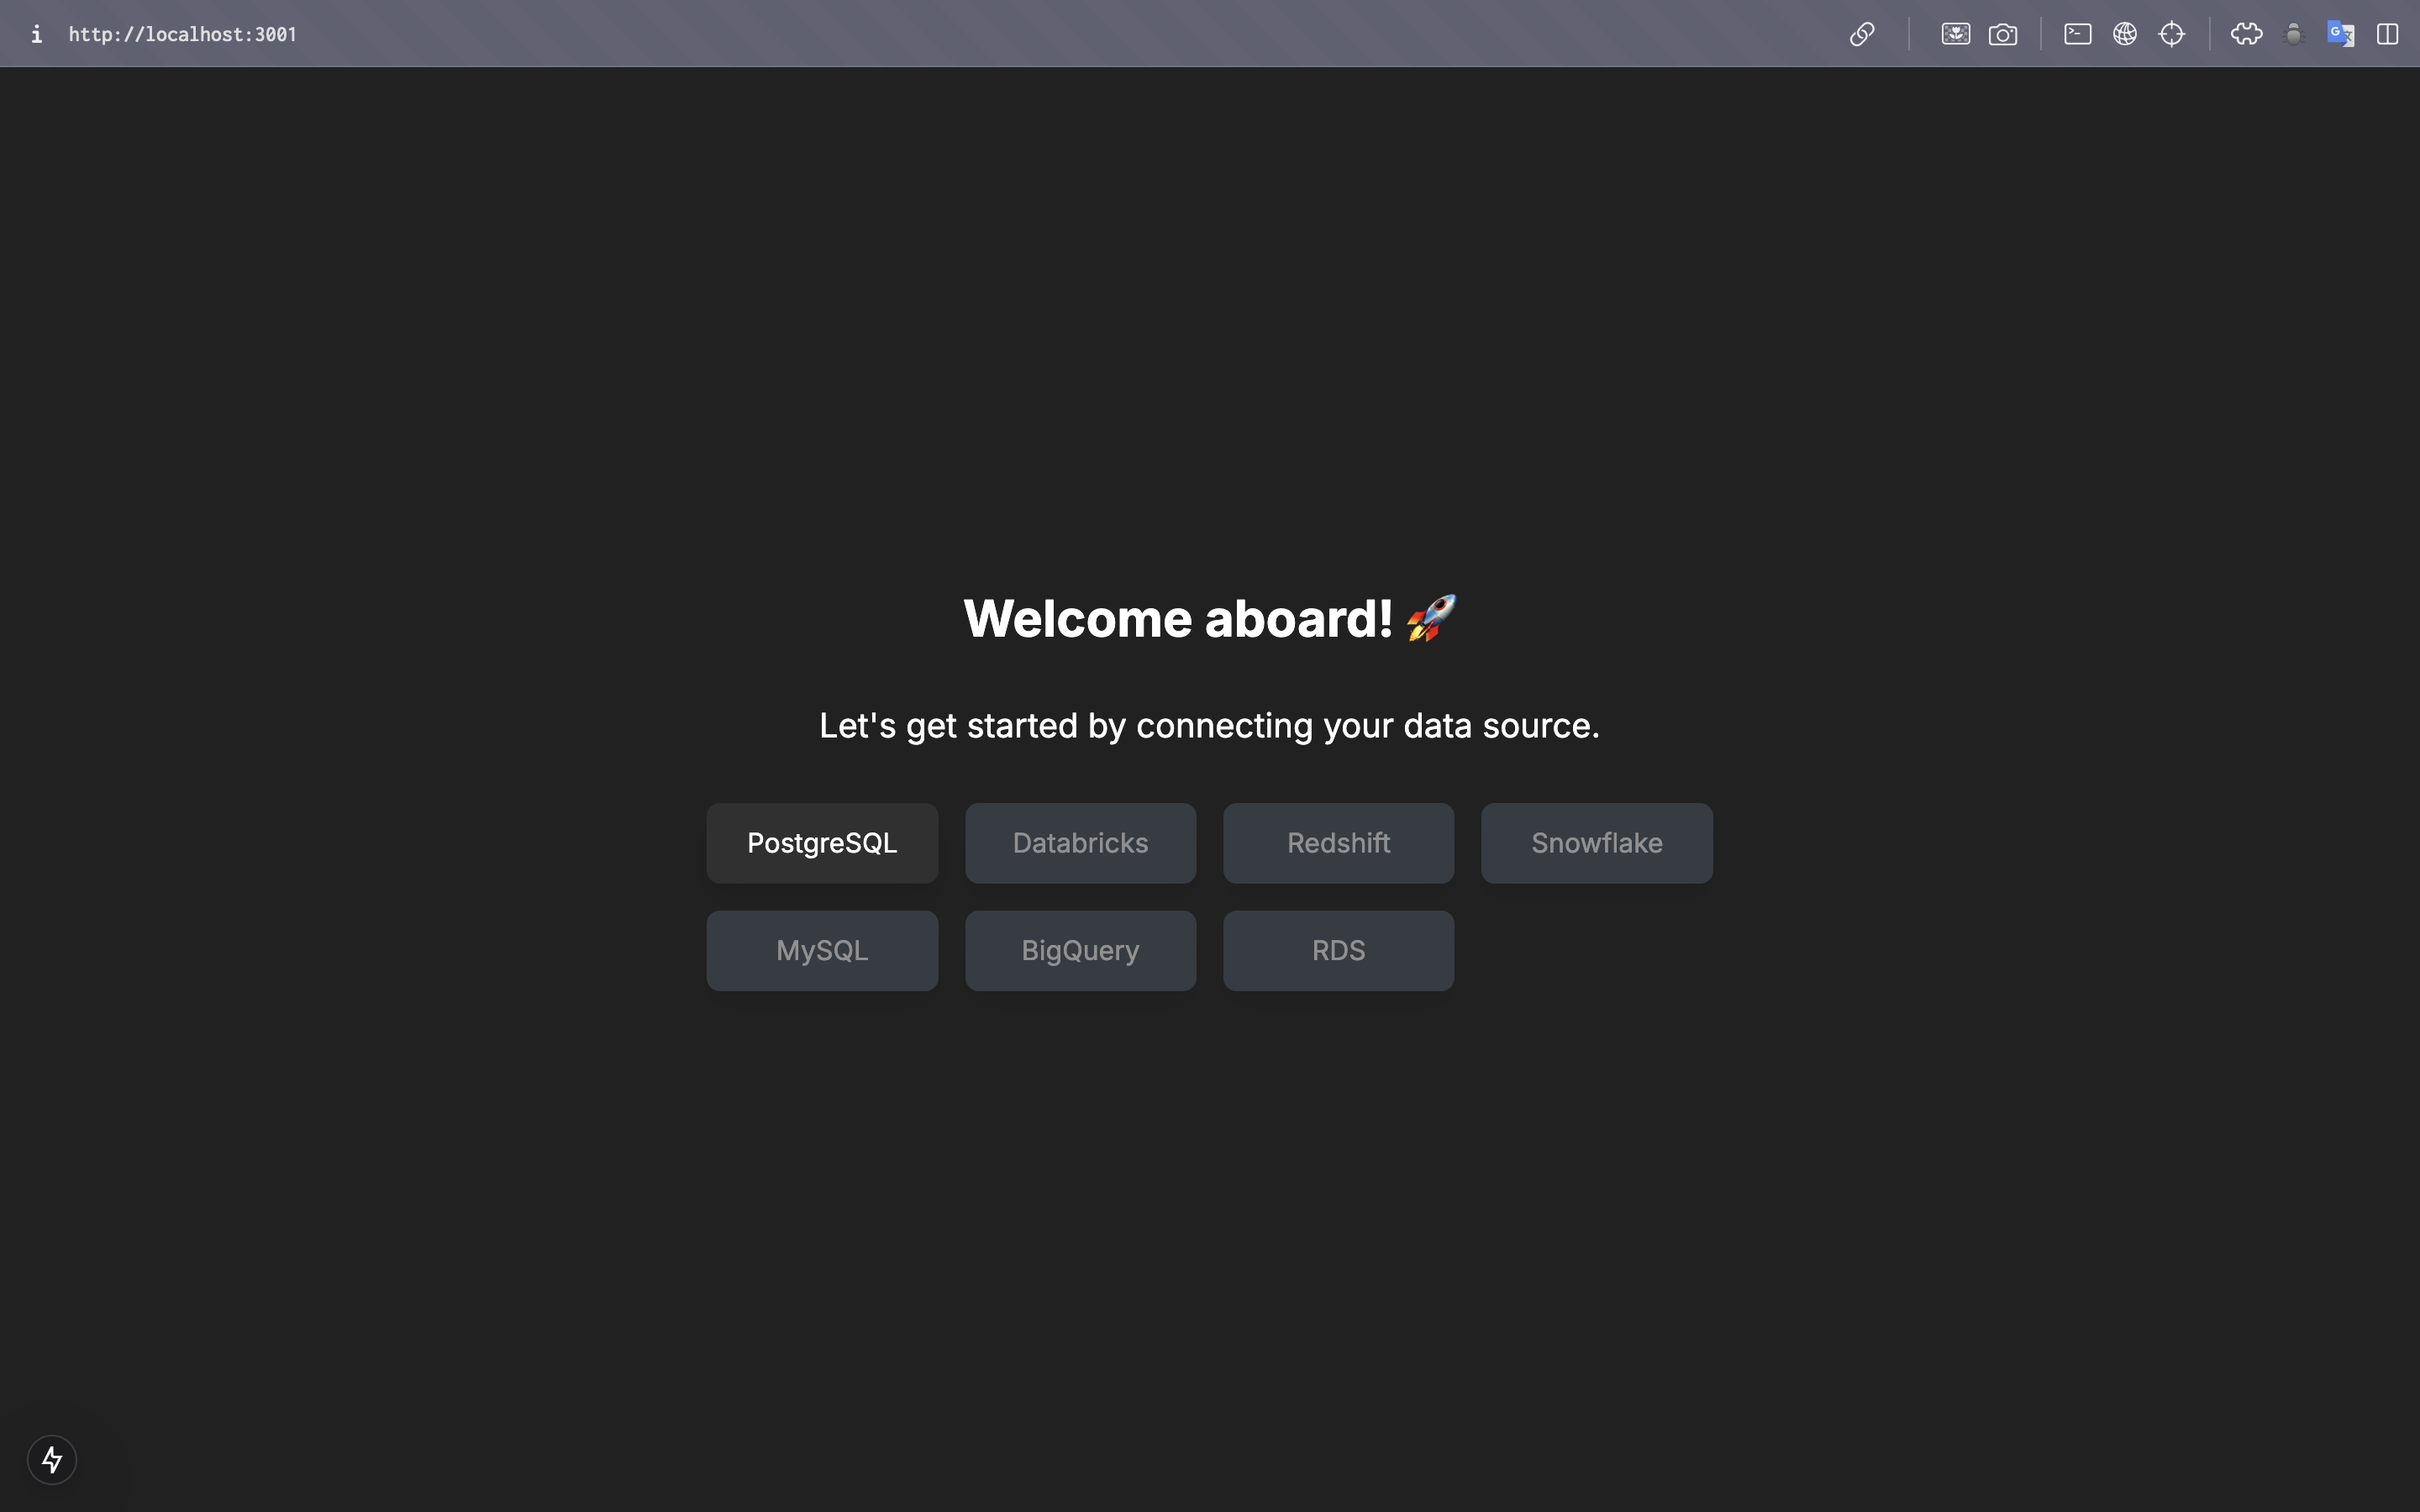 http://localhost:3001
Welcome aboard! 🚀
Let's get started by connecting your data source.
PostgreSQL
Databricks
Redshift
Snowflake
MySQL
BigQuery
RDS